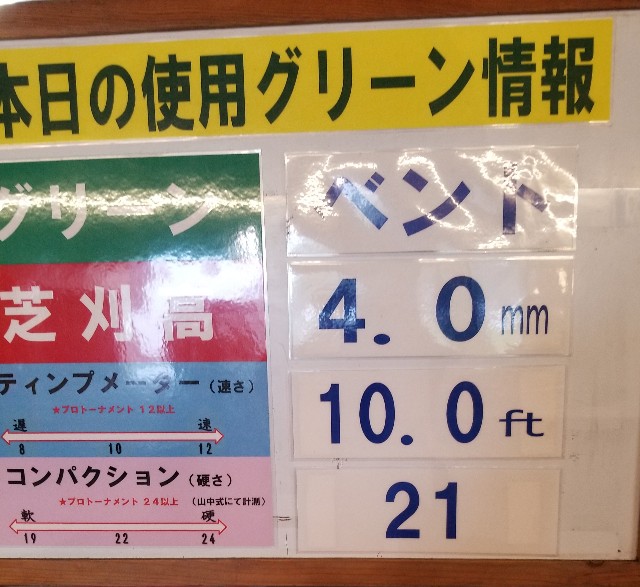 本日の使用グリーン情報
グリーン ベント
芝刈高 4.0mm
ティンプメーター(速さ) 10.0ft
★プロトーナメント12以上
遅 速
8 10 12
コンパクション(硬さ) 21
★プロトーナメント24以上 (山中式にて計測)
軟 硬
19 22 24